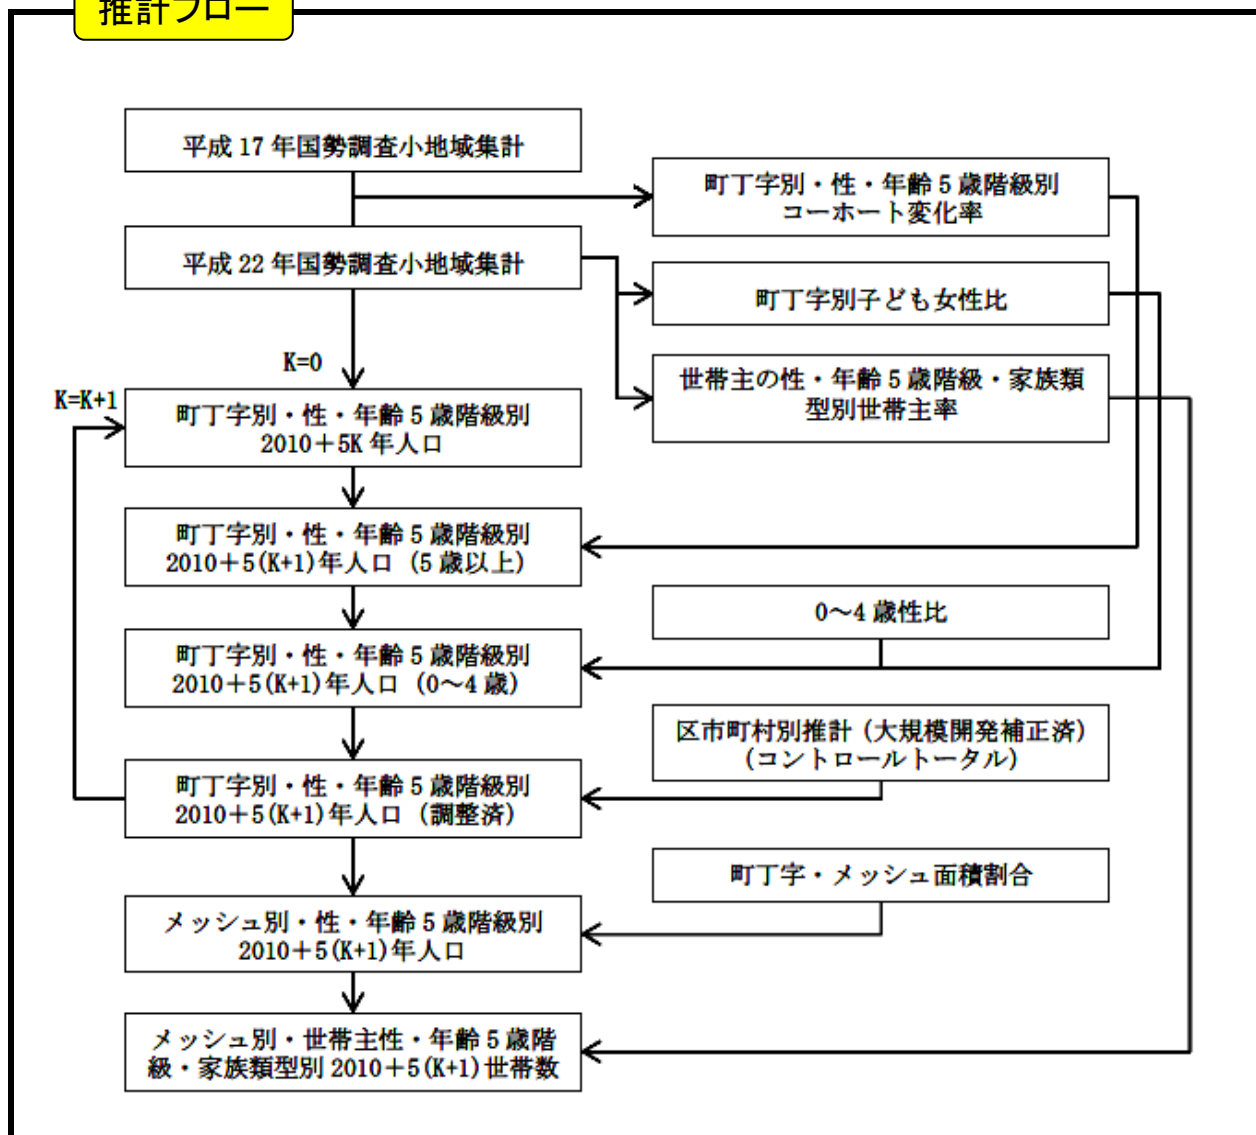 推計フロー
平成 17 年国勢調査小地域集計
町丁字別・性・年齢 5 歳階級別
コーホート変化率
平成 22 年国勢調査小地域集計
町丁字別子ども女性比
K=0
世帯主の性・年齢 5 歳階級・家族類
型別世帯主率
K=K+1
町丁字別・性・年齢 5 歳階級別
2010＋5K 年人口
町丁字別・性・年齢 5 歳階級別
2010＋5(K+1)年人口（5 歳以上）
0～4 歳性比
町丁字別・性・年齢 5 歳階級別
2010＋5(K+1)年人口（0～4 歳）
区市町村別推計（大規模開発補正済）
（コントロールトータル）
町丁字別・性・年齢 5 歳階級別
2010＋5(K+1)年人口（調整済）
町丁字・メッシュ面積割合
メッシュ別・性・年齢 5 歳階級別
2010＋5(K+1)年人口
メッシュ別・世帯主性・年齢 5 歳階
級・家族類型別 2010＋5(K+1)世帯数